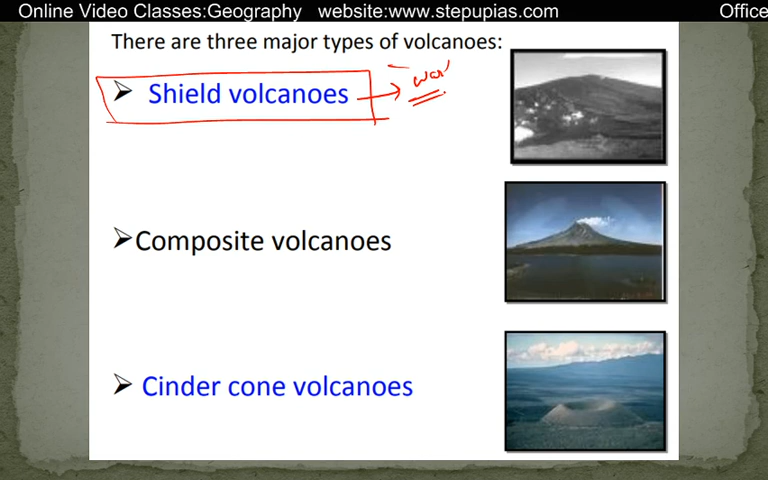 Online Video Classes:Geography website:www.stepupias.com Office
There are three major types of volcanoes:
Shield volcanoes
Composite volcanoes
Cinder cone volcanoes